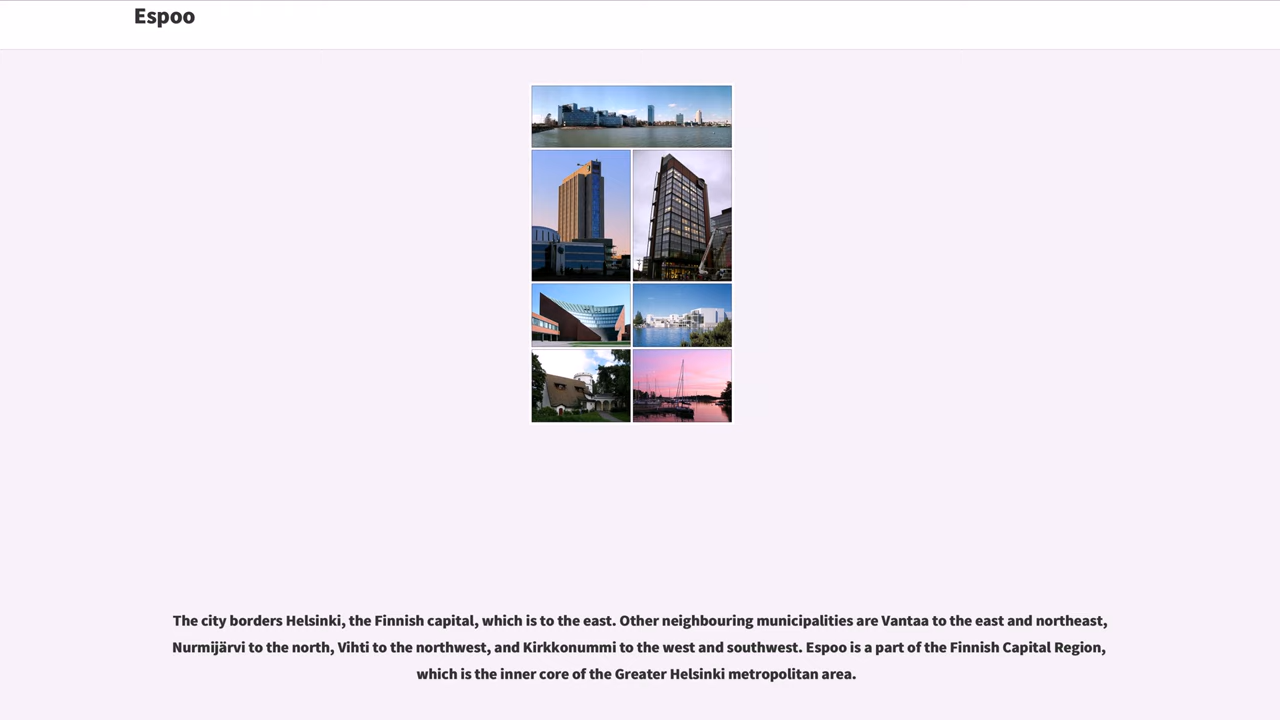 Espoo
The city borders Helsinki, the Finnish capital, which is to the east. Other neighbouring municipalities are Vantaa to the east and northeast,
Nurmijärvi to the north, Vihti to the northwest, and Kirkkonummi to the west and southwest. Espoo is a part of the Finnish Capital Region,
which is the inner core of the Greater Helsinki metropolitan area.